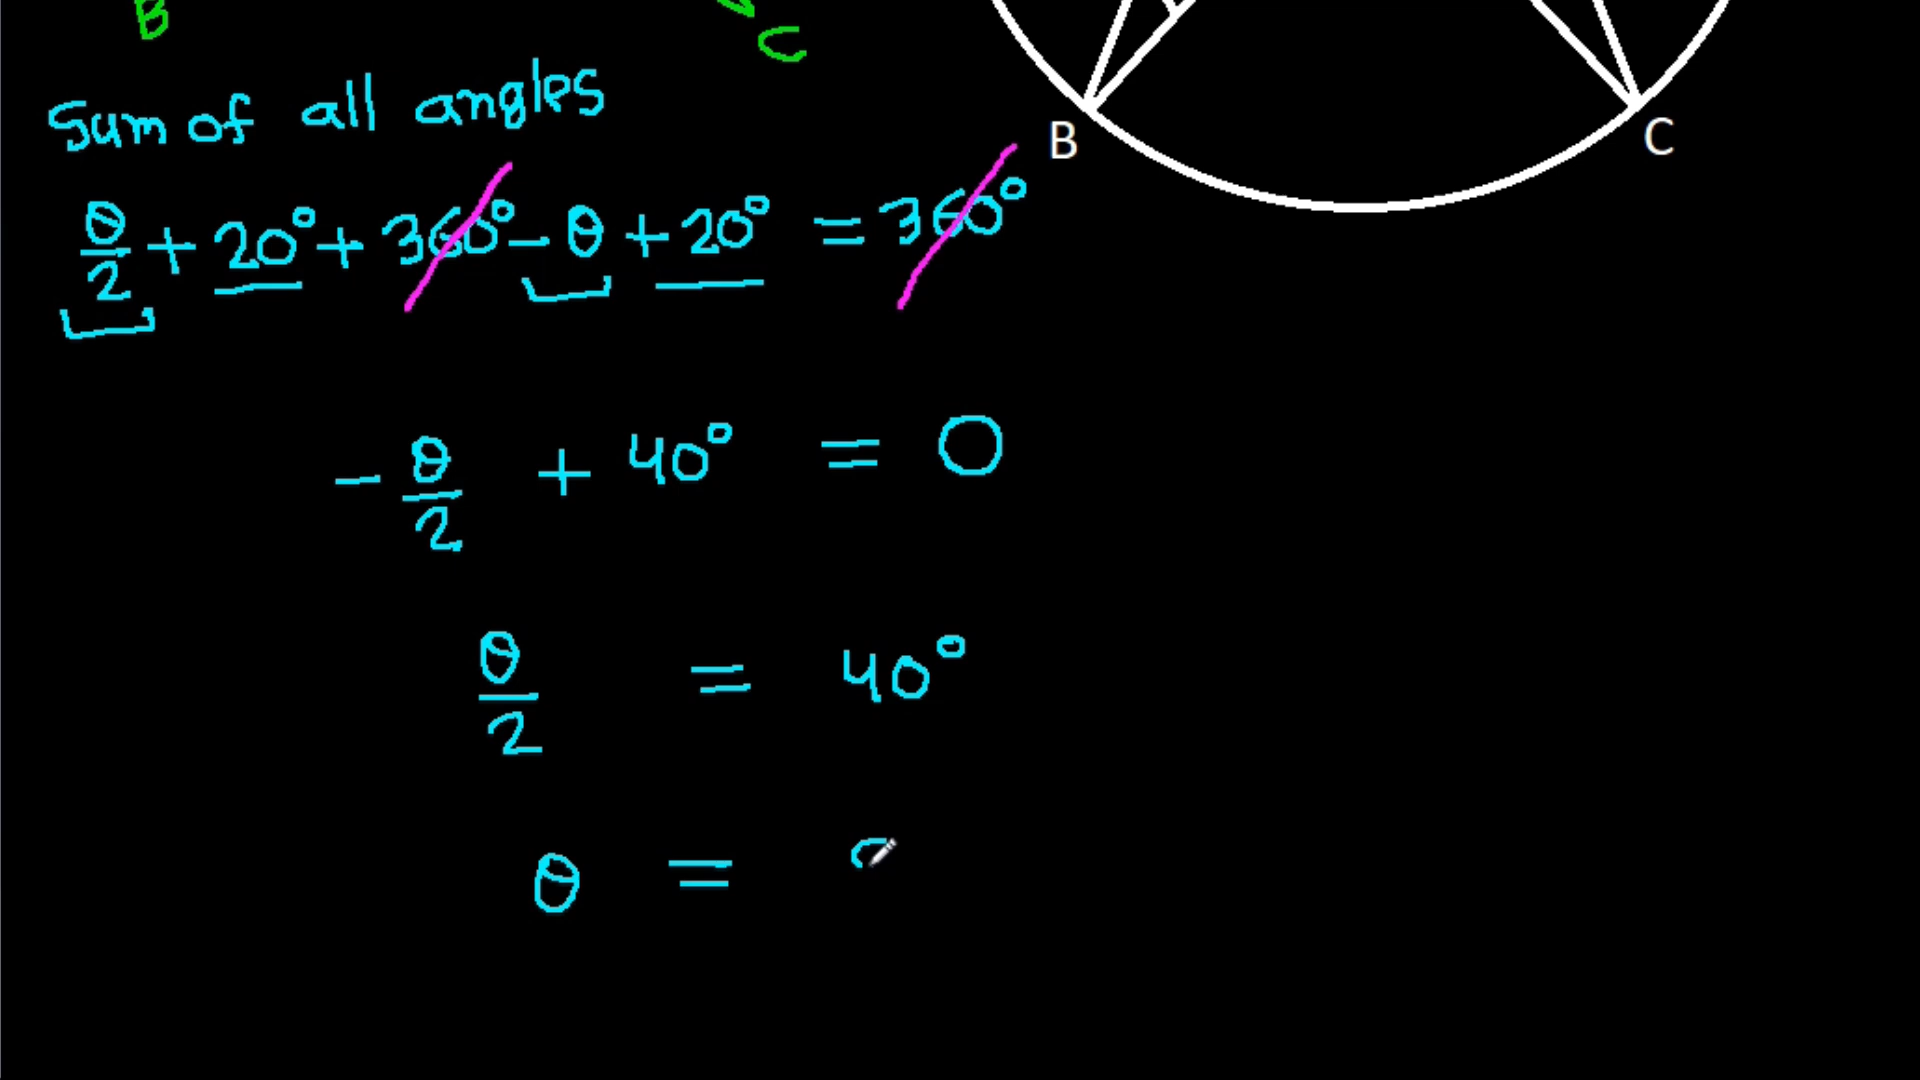 B
C
Sum of all angles
B C
θ/2 + 20° + 360° - θ + 20° = 360°
- θ/2 + 40° = 0
θ/2 = 40°
θ =